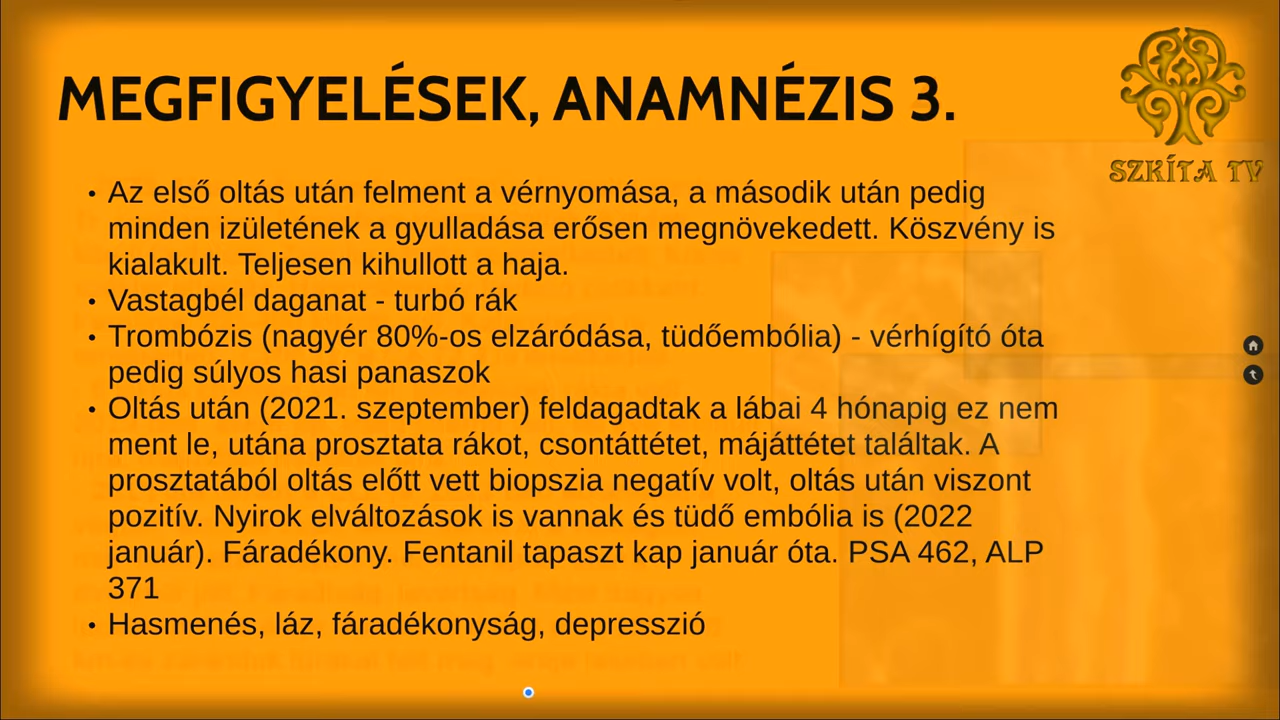 MEGFIGYELÉSEK, ANAMNÉZIS 3.
SZKÍTA TV
• Az első oltás után felment a vérnyomása, a második után pedig
minden izületének a gyulladása erősen megnövekedett. Köszvény is
kialakult. Teljesen kihullott a haja.
• Vastagbél daganat - turbó rák
• Trombózis (nagyér 80%-os elzáródása, tüdőembólia) - vérhígító óta
pedig súlyos hasi panaszok
• Oltás után (2021. szeptember) feldagadtak a lábai 4 hónapig ez nem
ment le, utána prosztata rákot, csontáttétet, májáttétet találtak. A
prosztatából oltás előtt vett biopszia negatív volt, oltás után viszont
pozitív. Nyirok elváltozások is vannak és tüdő embólia is (2022
január). Fáradékony. Fentanil tapaszt kap január óta. PSA 462, ALP
371
• Hasmenés, láz, fáradékonyság, depresszió